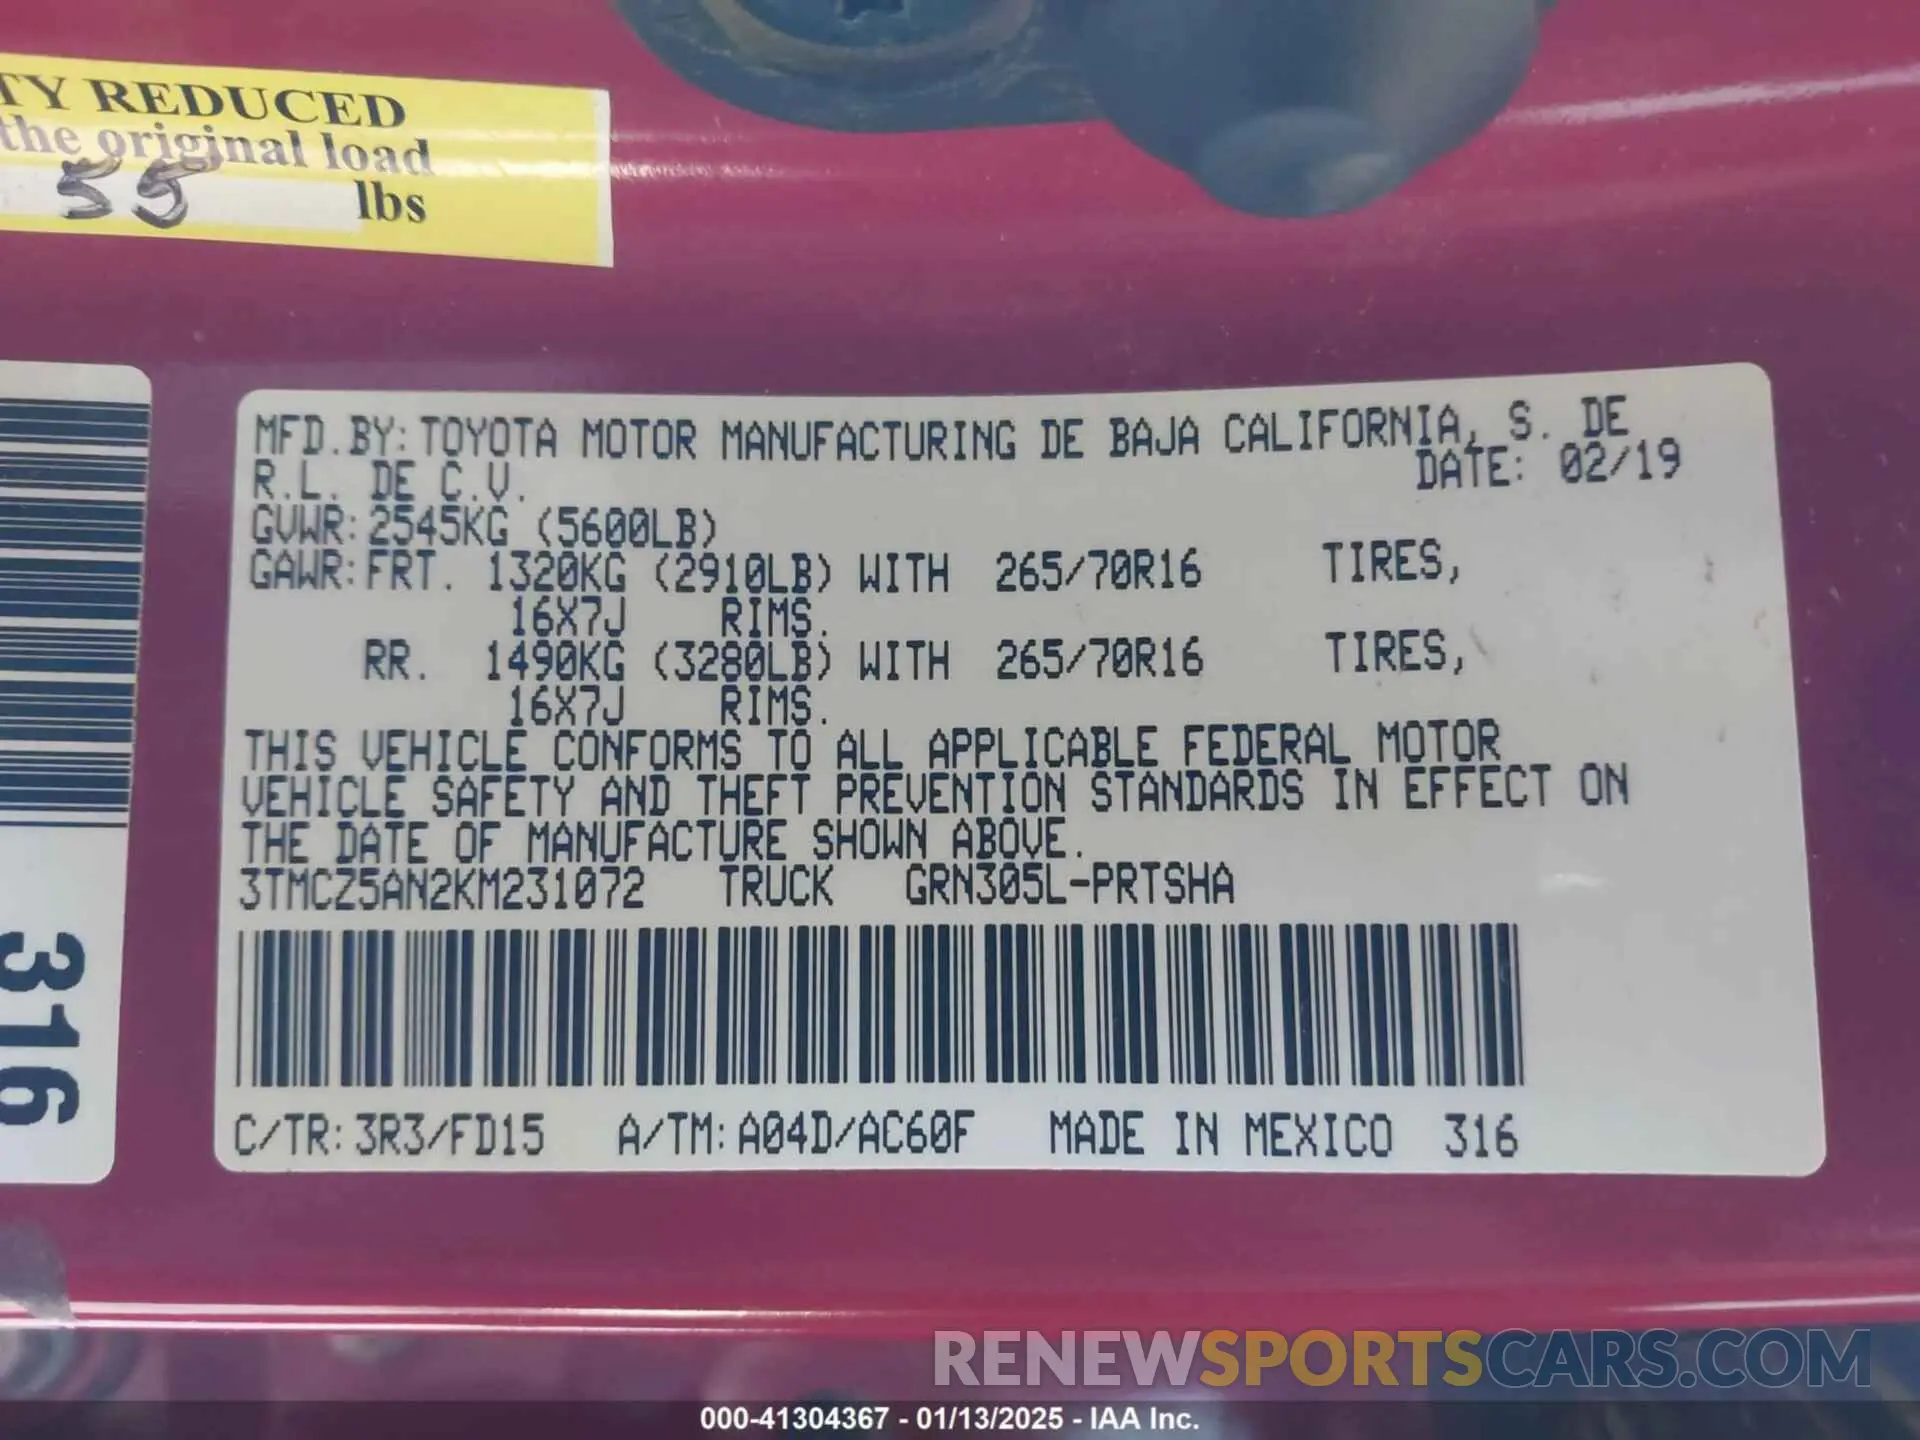 TY REDUCED
the original load
55 lbs
MFD.BY: TOYOTA MOTOR MANUFACTURING DE BAJA CALIFORNIA, S. DE
R.L. DE C.V. DATE: 02/19
GVWR: 2545KG (5600LB)
GAWR: FRT. 1320KG (2910LB) WITH 265/70R16 TIRES,
16X7J RIMS.
RR. 1490KG (3280LB) WITH 265/70R16 TIRES,
16X7J RIMS.
THIS VEHICLE CONFORMS TO ALL APPLICABLE FEDERAL MOTOR
VEHICLE SAFETY AND THEFT PREVENTION STANDARDS IN EFFECT ON
THE DATE OF MANUFACTURE SHOWN ABOVE.
3TMCZ5AN2KM231072 TRUCK GRN305L-PRTSHA
C/TR: 3R3/FD15 A/TM: A04D/AC60F MADE IN MEXICO 316
316
RENEWSPORTSCARS.COM
000-41304367 - 01/13/2025 - IAA Inc.